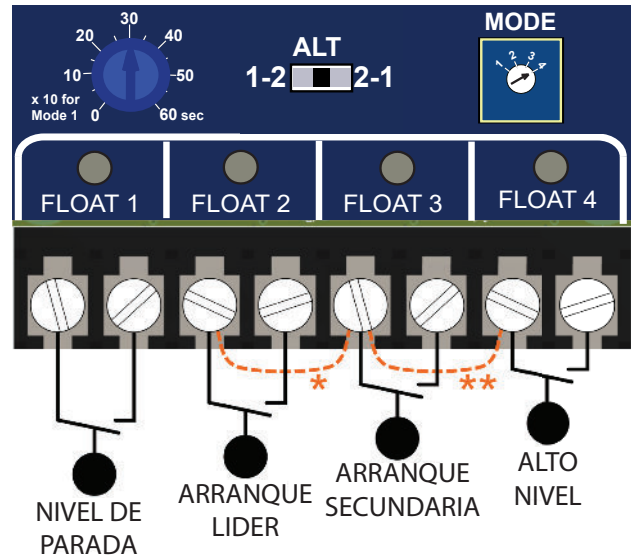 30
20 40
10 50
x 10 for
Mode 1
0 60 sec
ALT
1-2 2-1
MODE
1 2 3 4
FLOAT 1 FLOAT 2 FLOAT 3 FLOAT 4
* **
NIVEL DE
PARADA
ARRANQUE
LIDER
ARRANQUE
SECUNDARIA
ALTO
NIVEL